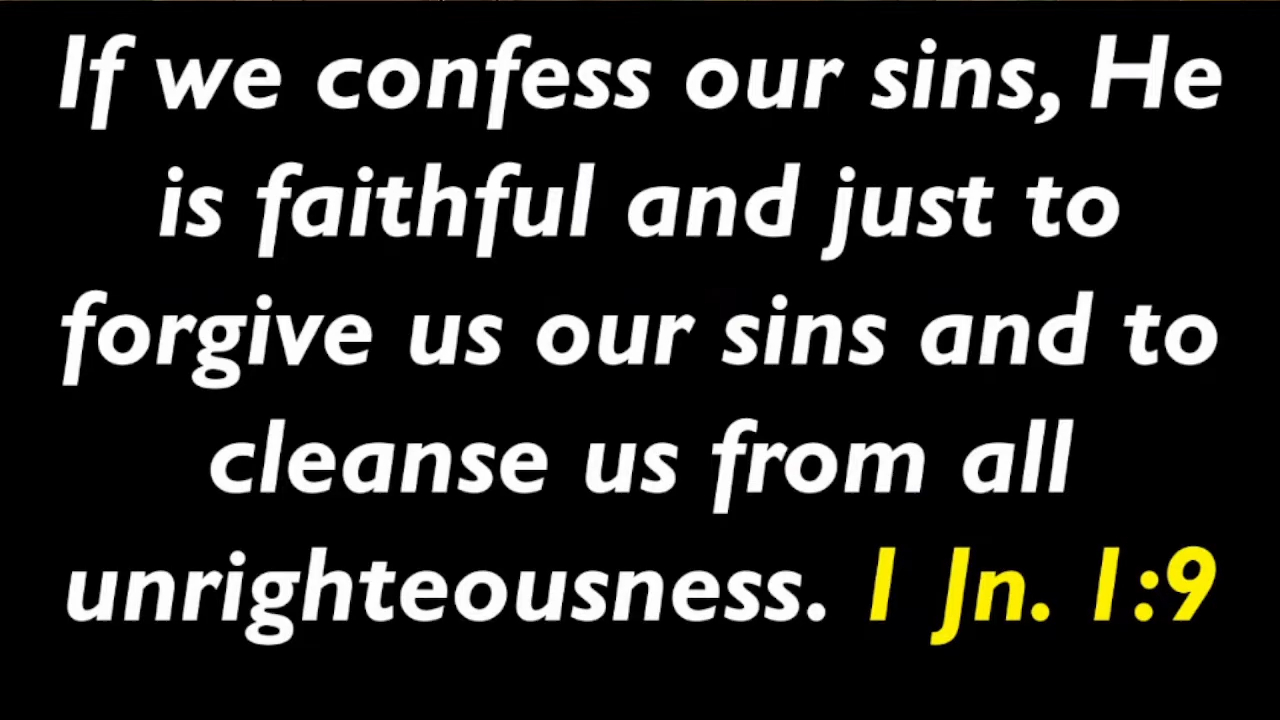 If we confess our sins, He
is faithful and just to
forgive us our sins and to
cleanse us from all
unrighteousness. 1 Jn. 1:9